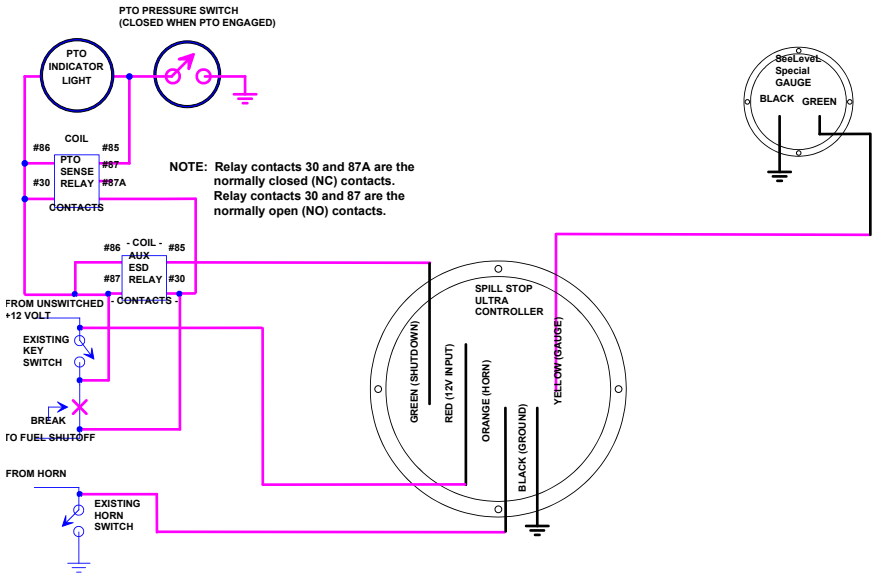 PTO PRESSURE SWITCH
(CLOSED WHEN PTO ENGAGED)
PTO
INDICATOR
LIGHT
SeeLeveL
Special
GAUGE
BLACK GREEN
COIL
#86 #85
PTO
SENSE
RELAY
#87
#30 #87A
CONTACTS
NOTE: Relay contacts 30 and 87A are the
normally closed (NC) contacts.
Relay contacts 30 and 87 are the
normally open (NO) contacts.
- COIL -
#86 #85
AUX
ESD
RELAY
#87 #30
- CONTACTS -
FROM UNSWITCHED
+12 VOLT
EXISTING
KEY
SWITCH
BREAK
TO FUEL SHUTOFF
FROM HORN
EXISTING
HORN
SWITCH
SPILL STOP
ULTRA
CONTROLLER
GREEN (SHUTDOWN)
RED (12V INPUT)
ORANGE (HORN)
BLACK (GROUND)
YELLOW (GAUGE)